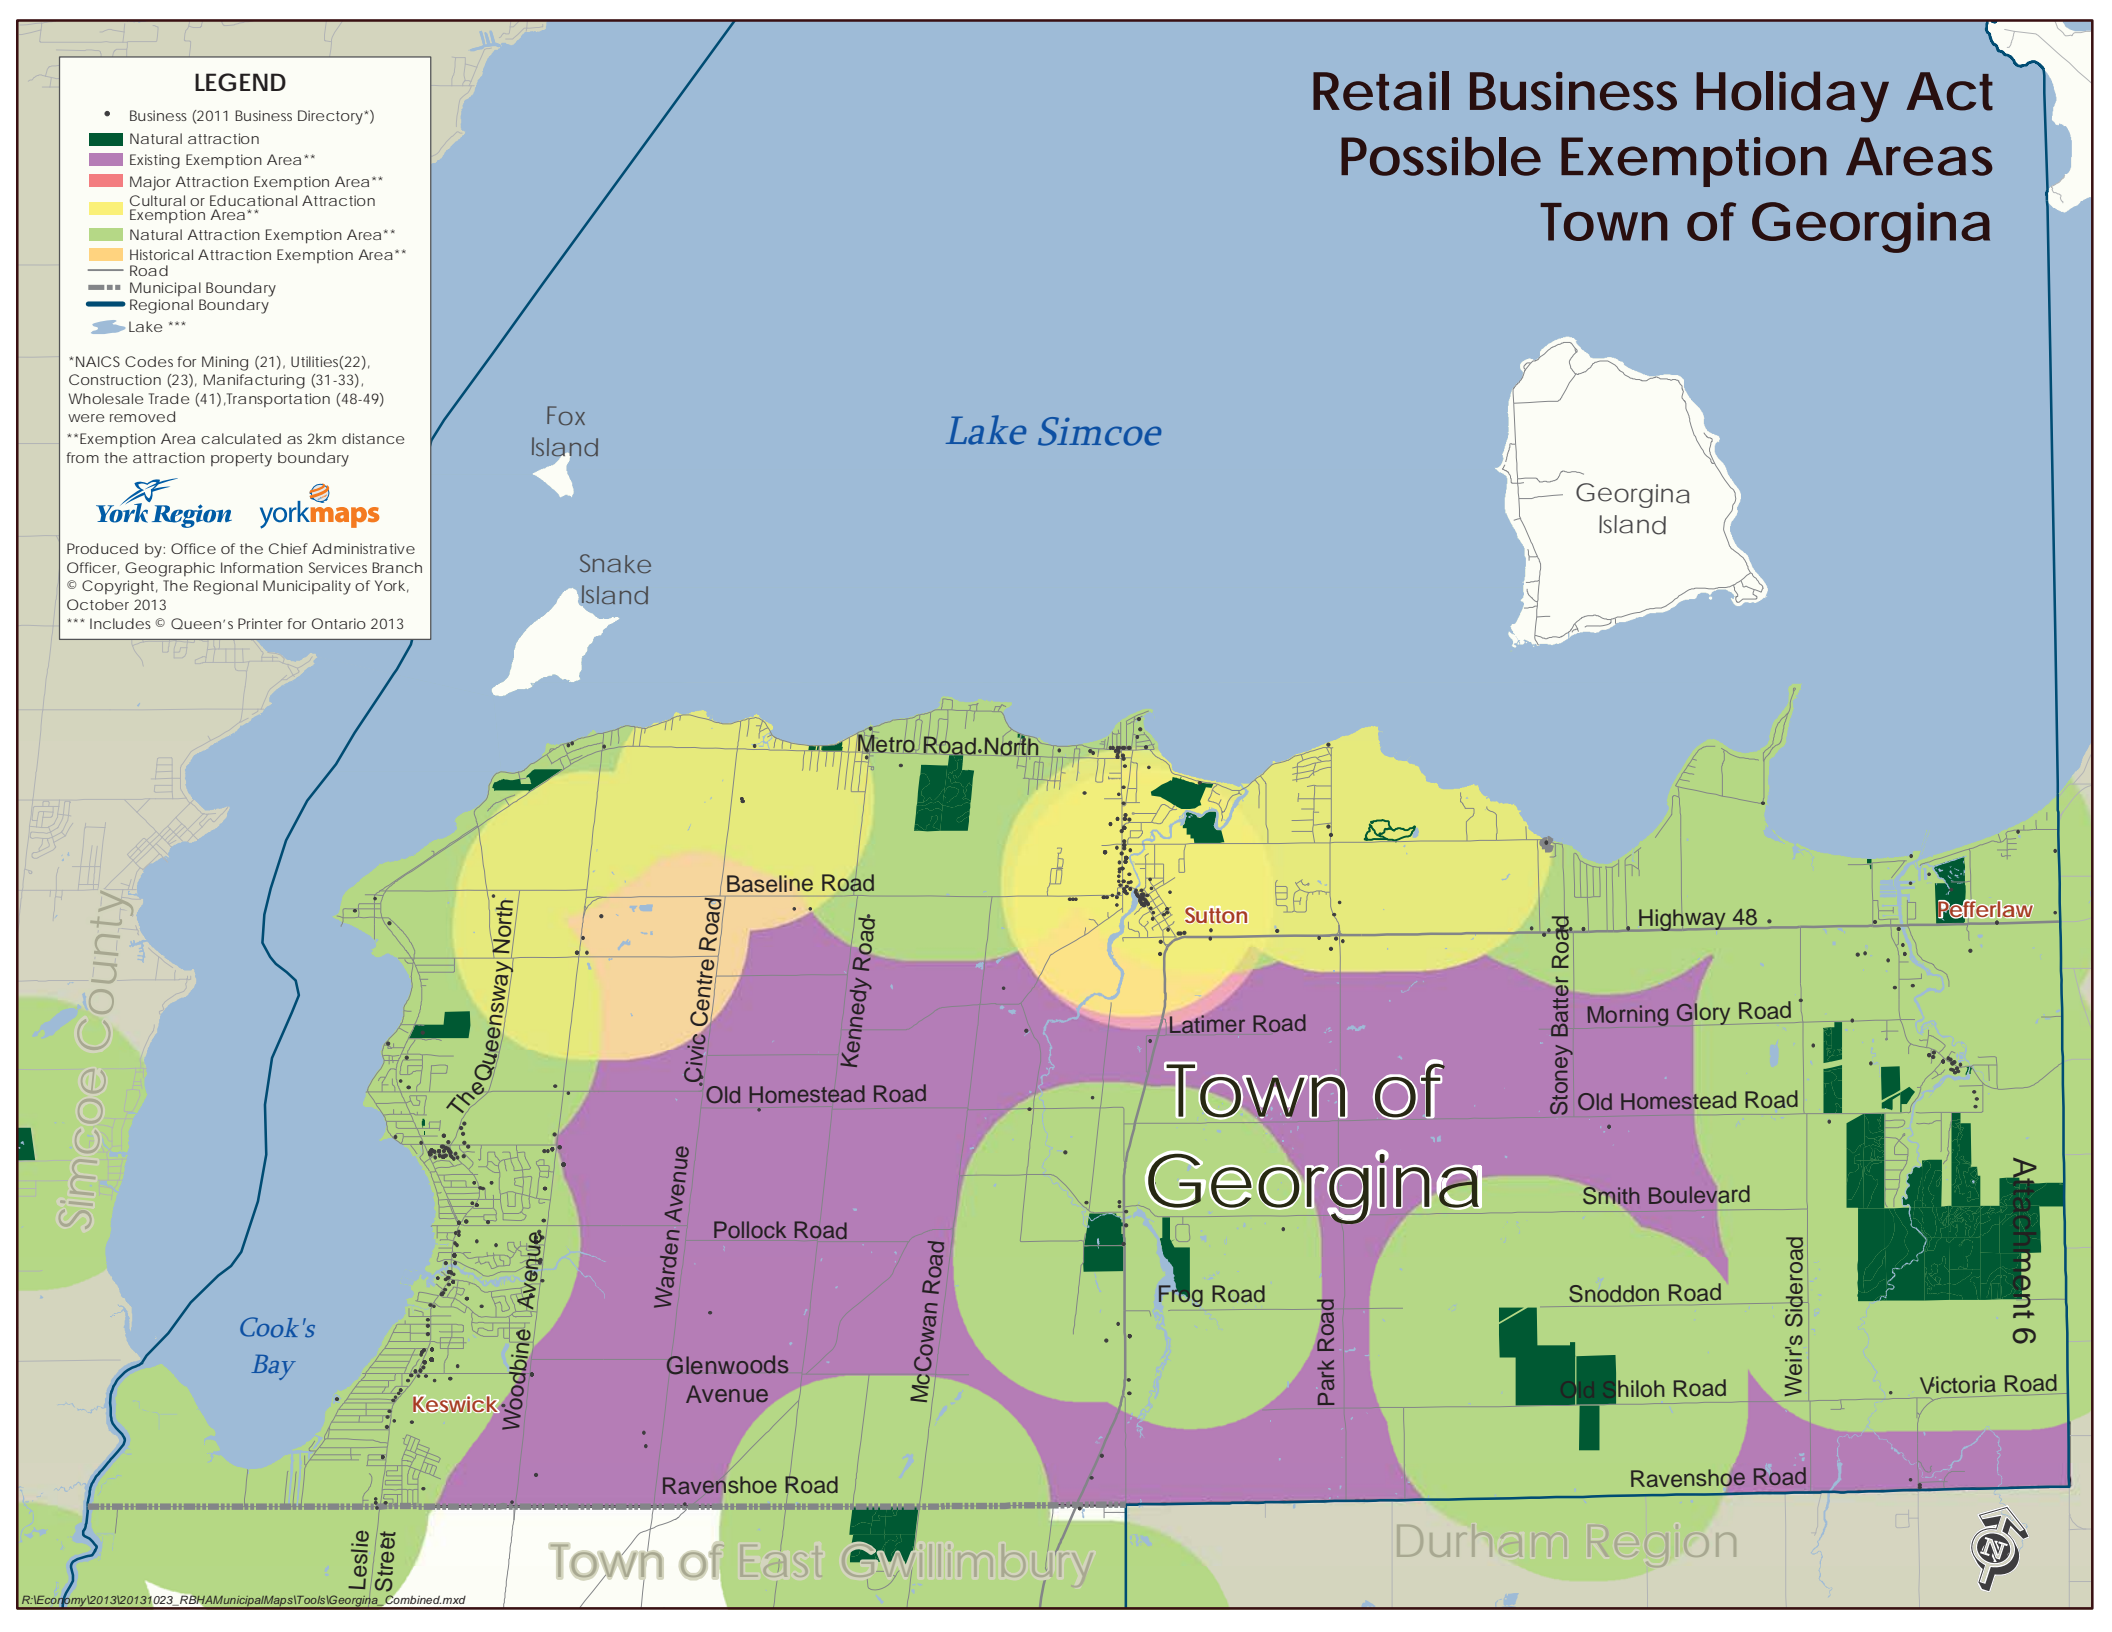 LEGEND
Business (2011 Business Directory*)
Natural attraction
Existing Exemption Area**
Major Attraction Exemption Area**
Cultural or Educational Attraction
Exemption Area**
Natural Attraction Exemption Area**
Historical Attraction Exemption Area**
Road
Municipal Boundary
Regional Boundary
Lake ***
*NAICS Codes for Mining (21), Utilities(22),
Construction (23), Manifacturing (31-33),
Wholesale Trade (41),Transportation (48-49)
were removed
**Exemption Area calculated as 2km distance
from the attraction property boundary
York Region
yorkmaps
Produced by: Office of the Chief Administrative
Officer, Geographic Information Services Branch
© Copyright, The Regional Municipality of York,
October 2013
*** Includes © Queen's Printer for Ontario 2013
Retail Business Holiday Act
Possible Exemption Areas
Town of Georgina
Fox
Island
Lake Simcoe
Georgina
Island
Snake
Island
Metro Road North
Baseline Road
Sutton
Highway 48
Pefferlaw
Simcoe County
The Queensway North
Civic Centre Road
Kennedy Road
Stoney Batter Road
Morning Glory Road
Latimer Road
Town of
Georgina
Old Homestead Road
Old Homestead Road
Smith Boulevard
Attachment 6
Warden Avenue
Pollock Road
Woodbine Avenue
McCowan Road
Frog Road
Snoddon Road
Park Road
Weir's Sideroad
Cook's
Bay
Glenwoods
Avenue
Keswick
Old Shiloh Road
Victoria Road
Ravenshoe Road
Ravenshoe Road
Leslie
Street
Town of East Gwillimbury
Durham Region
N
R:\Economy\2013\20131023_RBHAMunicipalMaps\Tools\Georgina_Combined.mxd